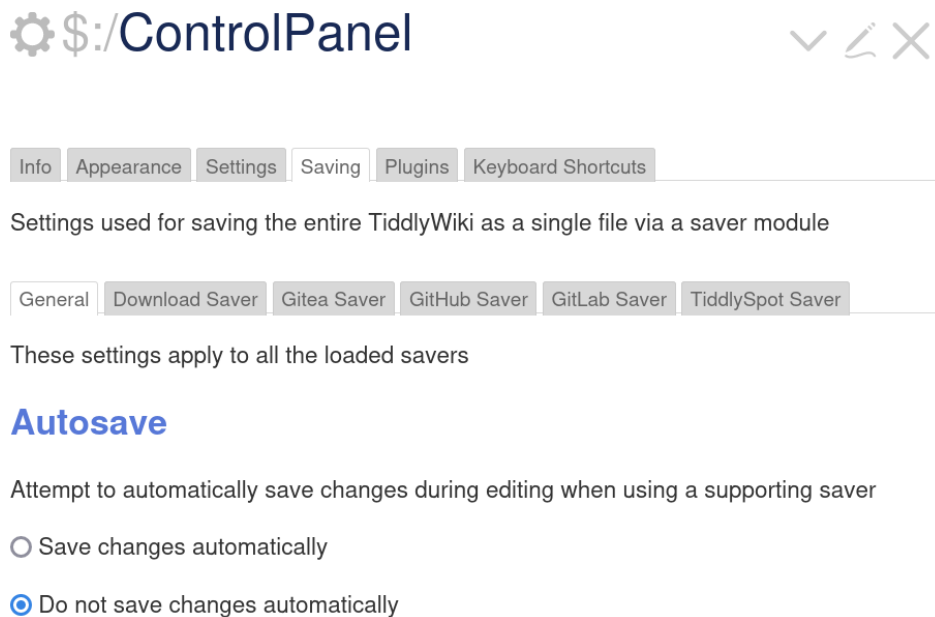 $:/ControlPanel
Info Appearance Settings Saving Plugins Keyboard Shortcuts
Settings used for saving the entire TiddlyWiki as a single file via a saver module
General Download Saver Gitea Saver GitHub Saver GitLab Saver TiddlySpot Saver
These settings apply to all the loaded savers
Autosave
Attempt to automatically save changes during editing when using a supporting saver
Save changes automatically
Do not save changes automatically